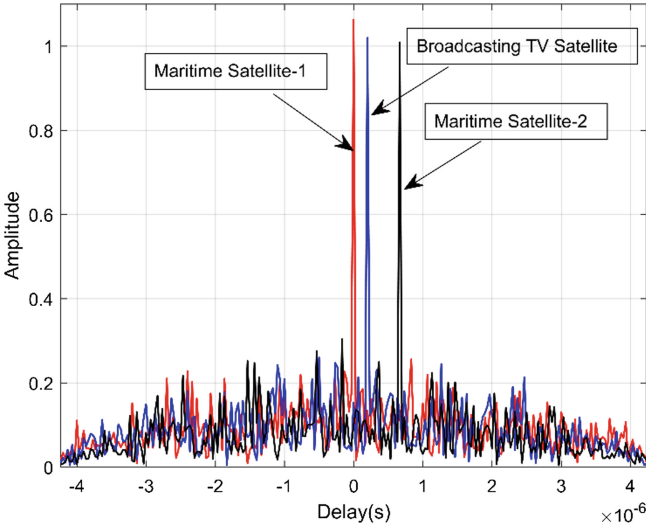 1
Broadcasting TV Satellite
Maritime Satellite-1
0.8
Maritime Satellite-2
0.6
Amplitude
0.4
0.2
0
-4 -3 -2 -1 0 1 2 3 4
Delay(s)
×10⁻⁶